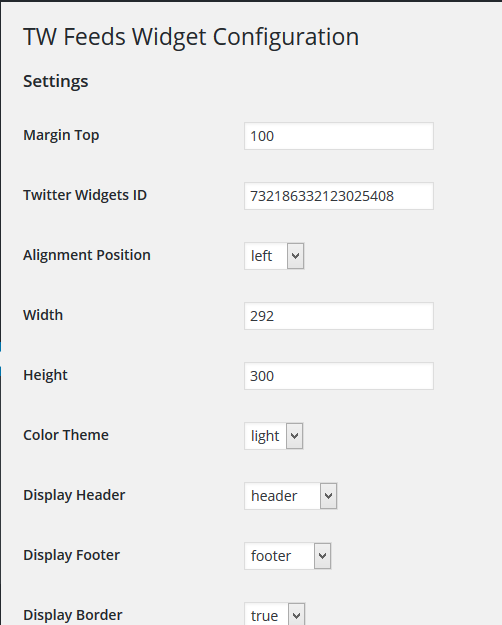 TW Feeds Widget Configuration
Settings
Margin Top 100
Twitter Widgets ID 732186332123025408
Alignment Position left
Width 292
Height 300
Color Theme light
Display Header header
Display Footer footer
Display Border true